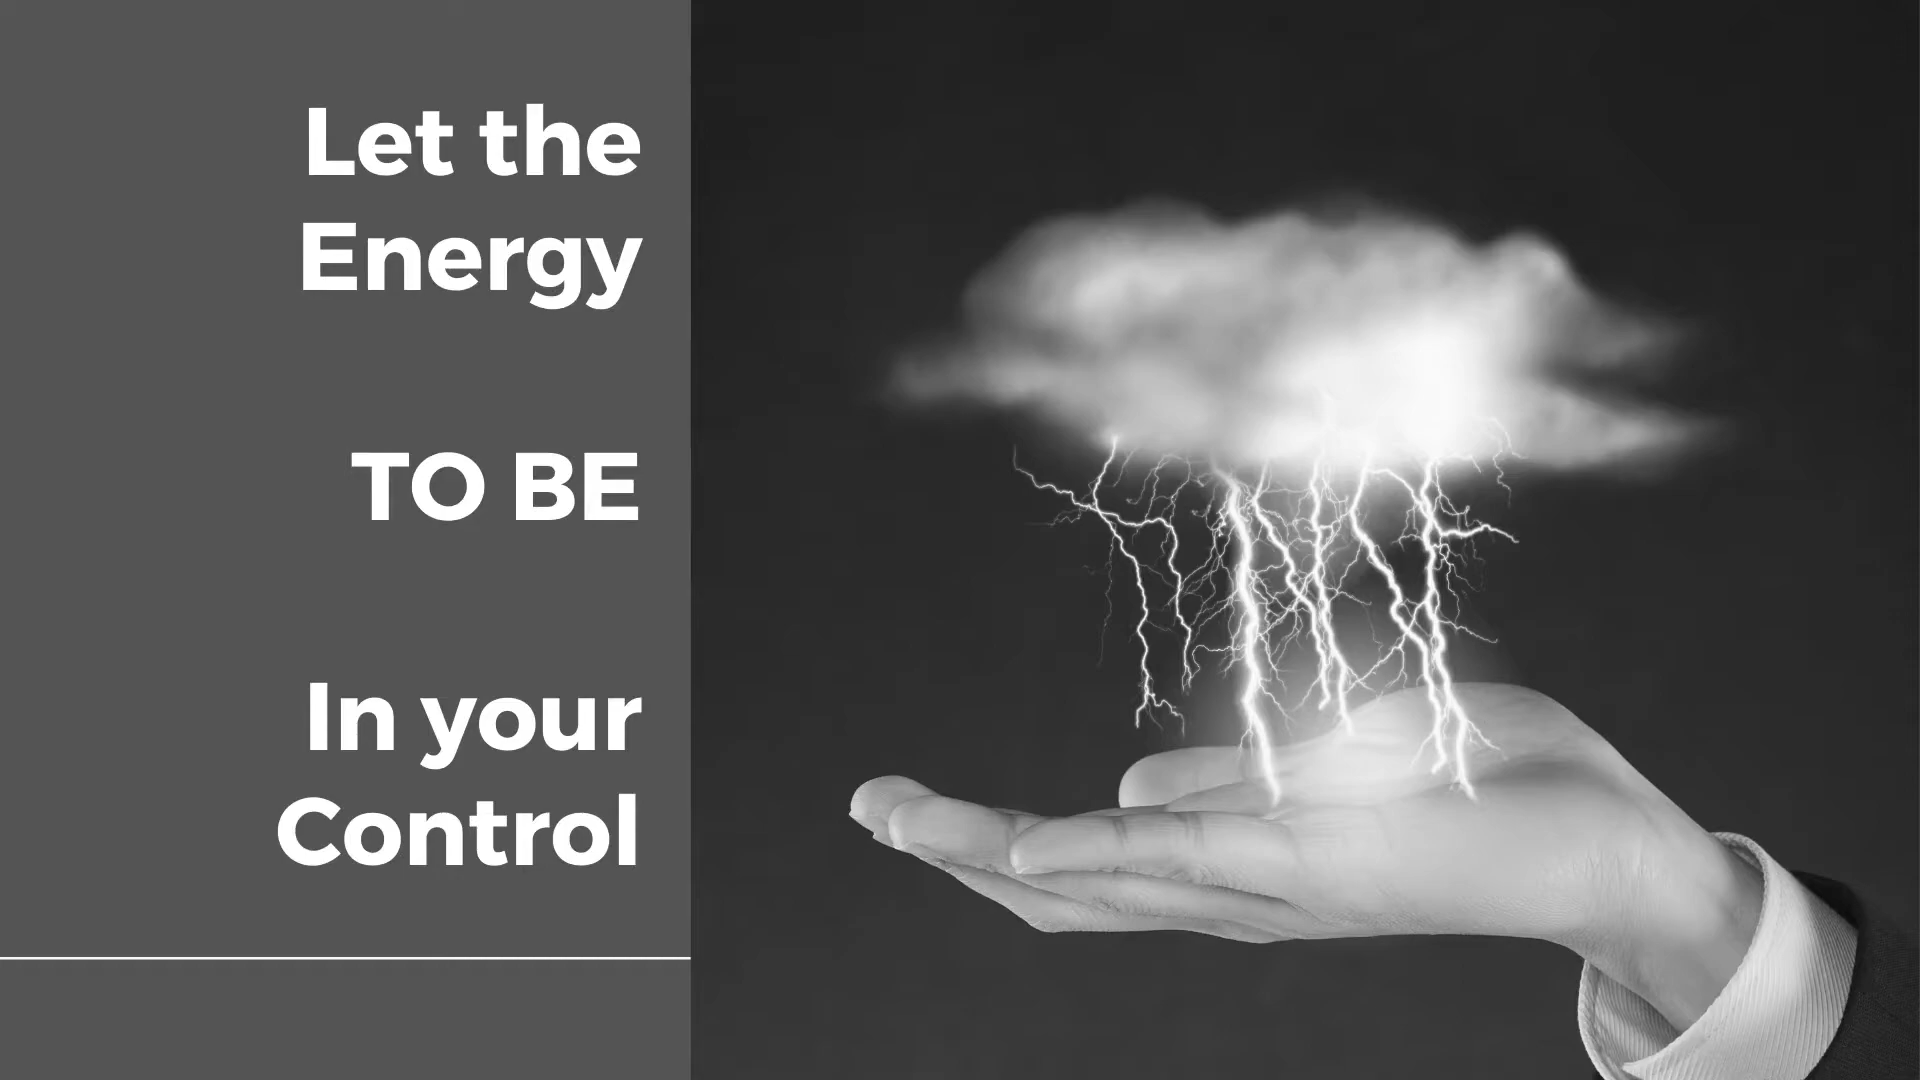 Let the
Energy
TO BE
In your
Control